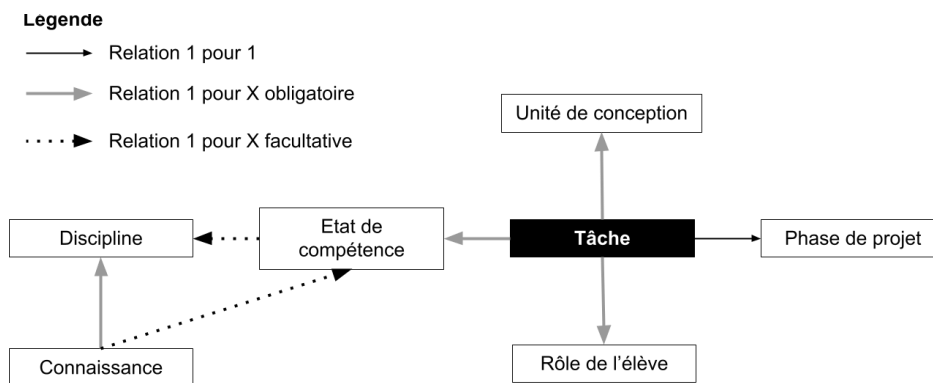 Légende
Relation 1 pour 1
Relation 1 pour X obligatoire
Relation 1 pour X facultative
Unité de conception
Discipline
Etat de
compétence
Tâche
Phase de projet
Connaissance
Rôle de l'élève